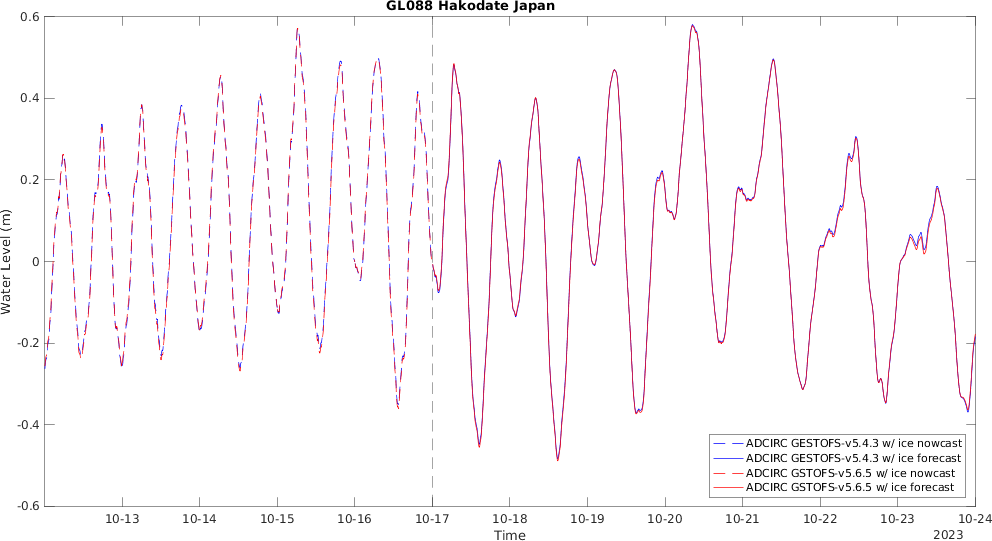 GL088 Hakodate Japan
0.6
0.4
0.2
0
-0.2
-0.4
-0.6
Water Level (m)
10-13
10-14
10-15
10-16
10-17
10-18
10-19
10-20
10-21
10-22
10-23
10-24
Time
2023
ADCIRC GESTOFS-v5.4.3 w/ ice nowcast
ADCIRC GESTOFS-v5.4.3 w/ ice forecast
ADCIRC GSTOFS-v5.6.5 w/ ice nowcast
ADCIRC GSTOFS-v5.6.5 w/ ice forecast